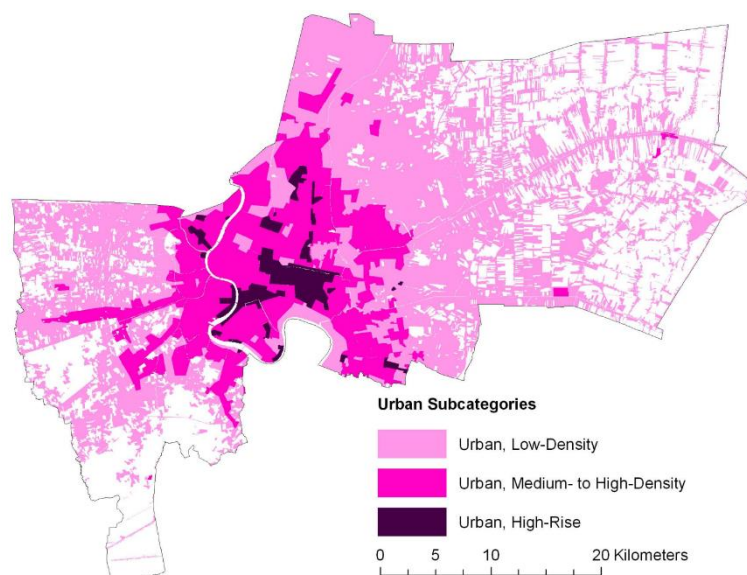 Urban Subcategories
Urban, Low-Density
Urban, Medium- to High-Density
Urban, High-Rise
0 5 10 20 Kilometers